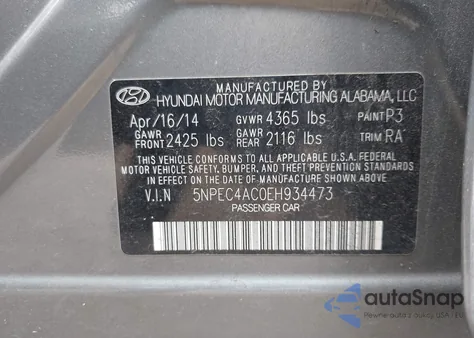 MANUFACTURED BY
HYUNDAI MOTOR MANUFACTURING ALABAMA, LLC
Apr/16/14 GVWR 4365 lbs PAINT P3
GAWR FRONT 2425 lbs GAWR REAR 2116 lbs TRIM RA
THIS VEHICLE CONFORMS TO ALL APPLICABLE U.S.A. FEDERAL
MOTOR VEHICLE SAFETY, BUMPER, AND THEFT PREVENTION
STANDARDS IN EFFECT ON THE DATE OF MANUFACTURE
SHOWN ABOVE.
V.I.N 5NPEC4AC0EH934473
PASSENGER CAR
autoSnap